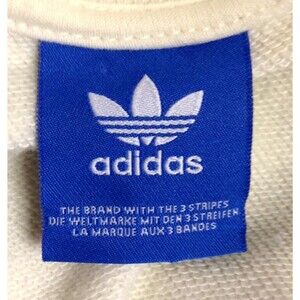 adidas
THE BRAND WITH THE 3 STRIPES
DIE WELTMARKE MIT DEN 3 STREIFEN
LA MARQUE AUX 3 BANDES